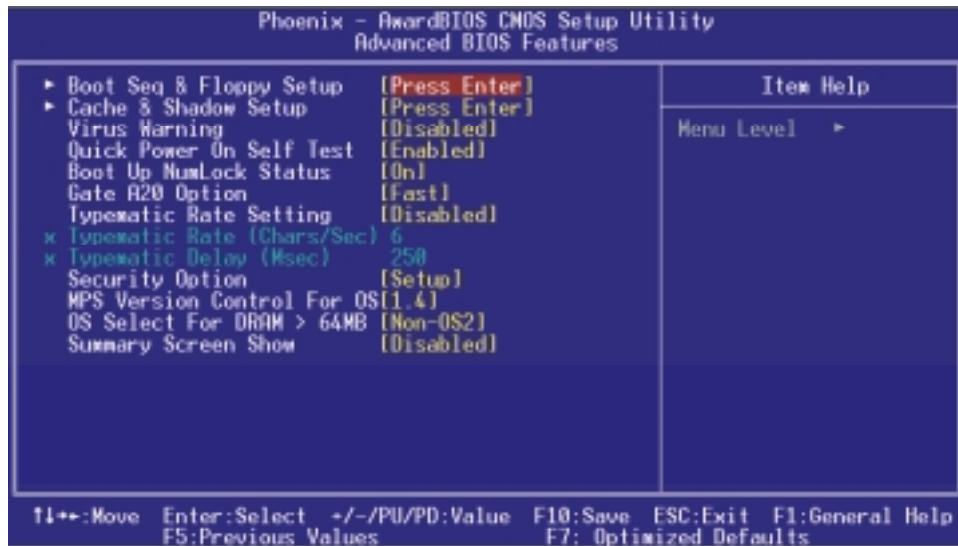 Phoenix - AwardBIOS CMOS Setup Utility
Advanced BIOS Features
► Boot Seq & Floppy Setup [Press Enter]
► Cache & Shadow Setup [Press Enter]
Virus Warning [Disabled]
Quick Power On Self Test [Enabled]
Boot Up NumLock Status [On]
Gate A20 Option [Fast]
Typematic Rate Setting [Disabled]
x Typematic Rate (Chars/Sec) 6
x Typematic Delay (Msec) 250
Security Option [Setup]
MPS Version Control For OS[1.4]
OS Select For DRAM > 64MB [Non-OS2]
Summary Screen Show [Disabled]
Item Help
Menu Level ►
↑↓→←:Move Enter:Select +/-/PU/PD:Value F10:Save ESC:Exit F1:General Help
F5:Previous Values F7: Optimized Defaults